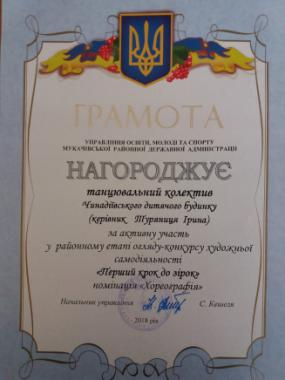 ГРАМОТА
УПРАВЛІННЯ ОСВІТИ, МОЛОДІ ТА СПОРТУ
МУКАЧІВСЬКОЇ РАЙОННОЇ ДЕРЖАВНОЇ АДМІНІСТРАЦІЇ
НАГОРОДЖУЄ
танцювальний колектив
Чинадіївського дитячого будинку
(керівник Туряниця Ірина)
за активну участь
у районному етапі огляду-конкурсу художньої
самодіяльності
«Перший крок до зірок»
номінація «Хореографія»
Начальник управління С. Кешеля
2018 рік